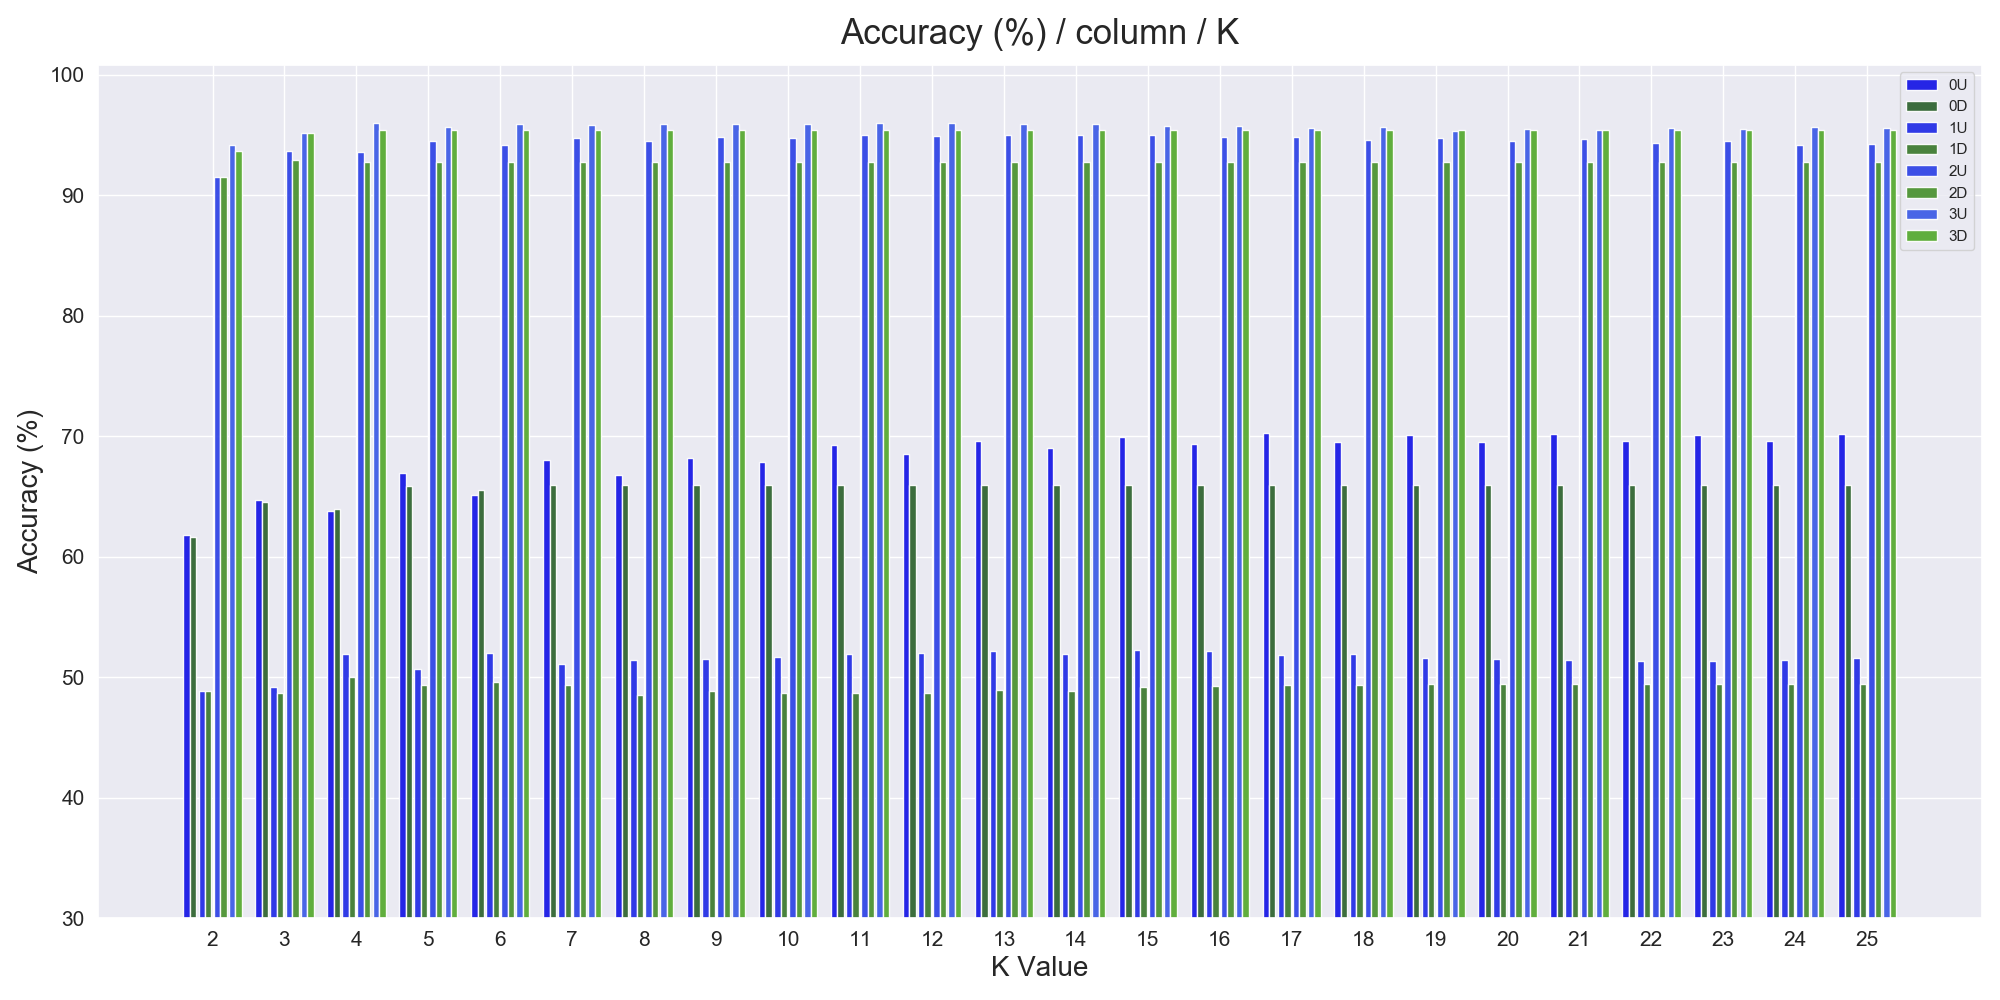 Accuracy (%) / column / K
Accuracy (%)
100
90
80
70
60
50
40
30
0U
0D
1U
1D
2U
2D
3U
3D
2 3 4 5 6 7 8 9 10 11 12 13 14 15 16 17 18 19 20 21 22 23 24 25
K Value